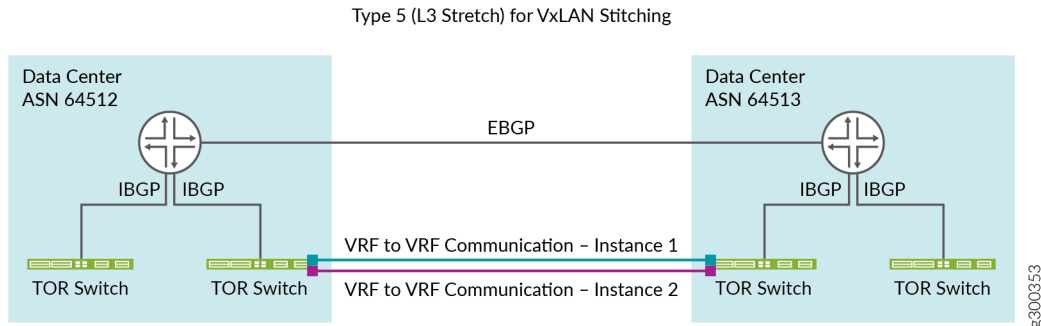 Type 5 (L3 Stretch) for VxLAN Stitching
Data Center
ASN 64512
Data Center
ASN 64513
EBGP
IBGP
IBGP
IBGP
IBGP
VRF to VRF Communication – Instance 1
TOR Switch
TOR Switch
VRF to VRF Communication – Instance 2
TOR Switch
TOR Switch
g300353